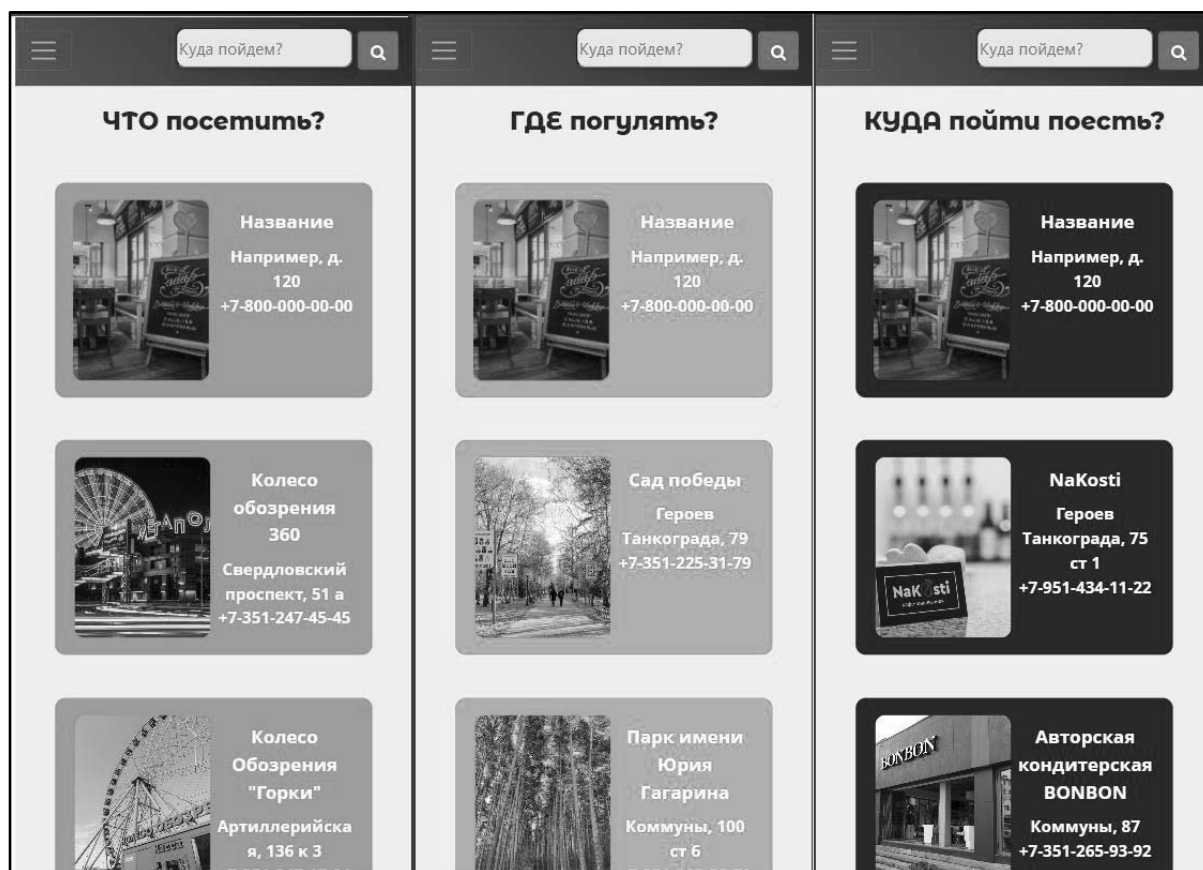 Куда пойдем?
ЧТО посетить?
Название
Например, д.
120
+7-800-000-00-00
Колесо
обозрения
360
Свердловский
проспект, 51 а
+7-351-247-45-45
Колесо
Обозрения
"Горки"
Артиллерийска
я, 136 к 3
Касса
Куда пойдем?
ГДЕ погулять?
Название
Например, д.
120
+7-800-000-00-00
Сад победы
Героев
Танкограда, 79
+7-351-225-31-79
Парк имени
Юрия
Гагарина
Коммуны, 100
ст 6
Куда пойдем?
КУДА пойти поесть?
Название
Например, д.
120
+7-800-000-00-00
NaKosti
Героев
Танкограда, 75
ст 1
+7-951-434-11-22
NaKosti
BONBON
Авторская
кондитерская
BONBON
Коммуны, 87
+7-351-265-93-92